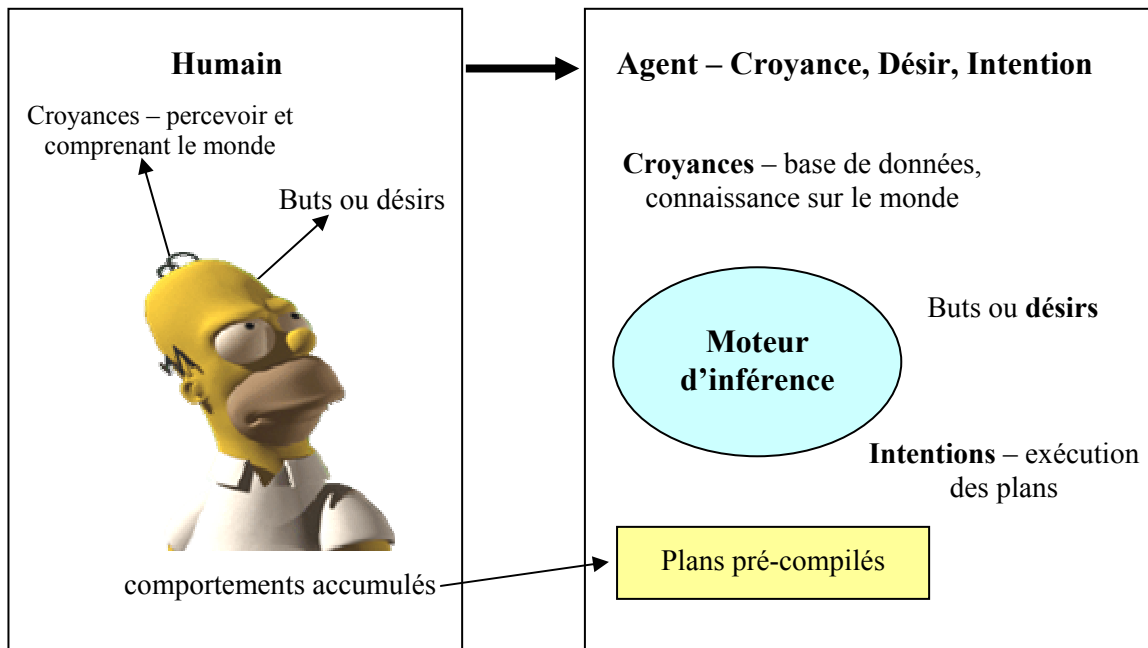 Humain
Croyances – percevoir et
comprenant le monde
Buts ou désirs
comportements accumulés
Agent – Croyance, Désir, Intention
Croyances – base de données,
connaissance sur le monde
Moteur
d'inférence
Buts ou désirs
Intentions – exécution
des plans
Plans pré-compilés